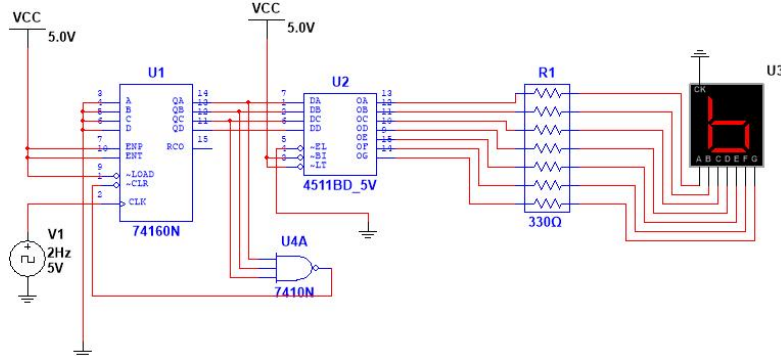 VCC
5.0V
VCC
5.0V
U1
3
4
5
6
7
10
9
1
2
A
B
C
D
ENP
ENT
~LOAD
~CLR
CLK
QA
QB
QC
QD
RCO
14
13
12
11
15
74160N
U2
7
1
2
6
5
4
3
DA
DB
DC
DD
~EL
~BI
~LT
OA
OB
OC
OD
OE
OF
OG
13
12
11
10
9
15
14
4511BD_5V
R1
330Ω
U3
CK
A B C D E F G
V1
2Hz
5V
U4A
7410N